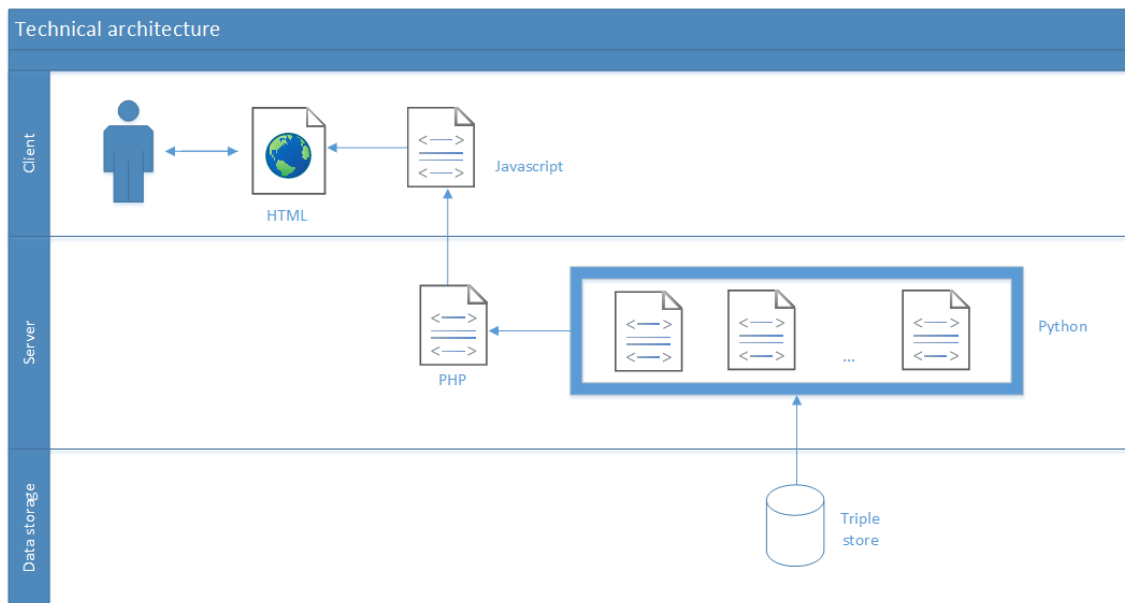 Technical architecture
Client
HTML
Javascript
Server
PHP
...
Python
Data storage
Triple
store